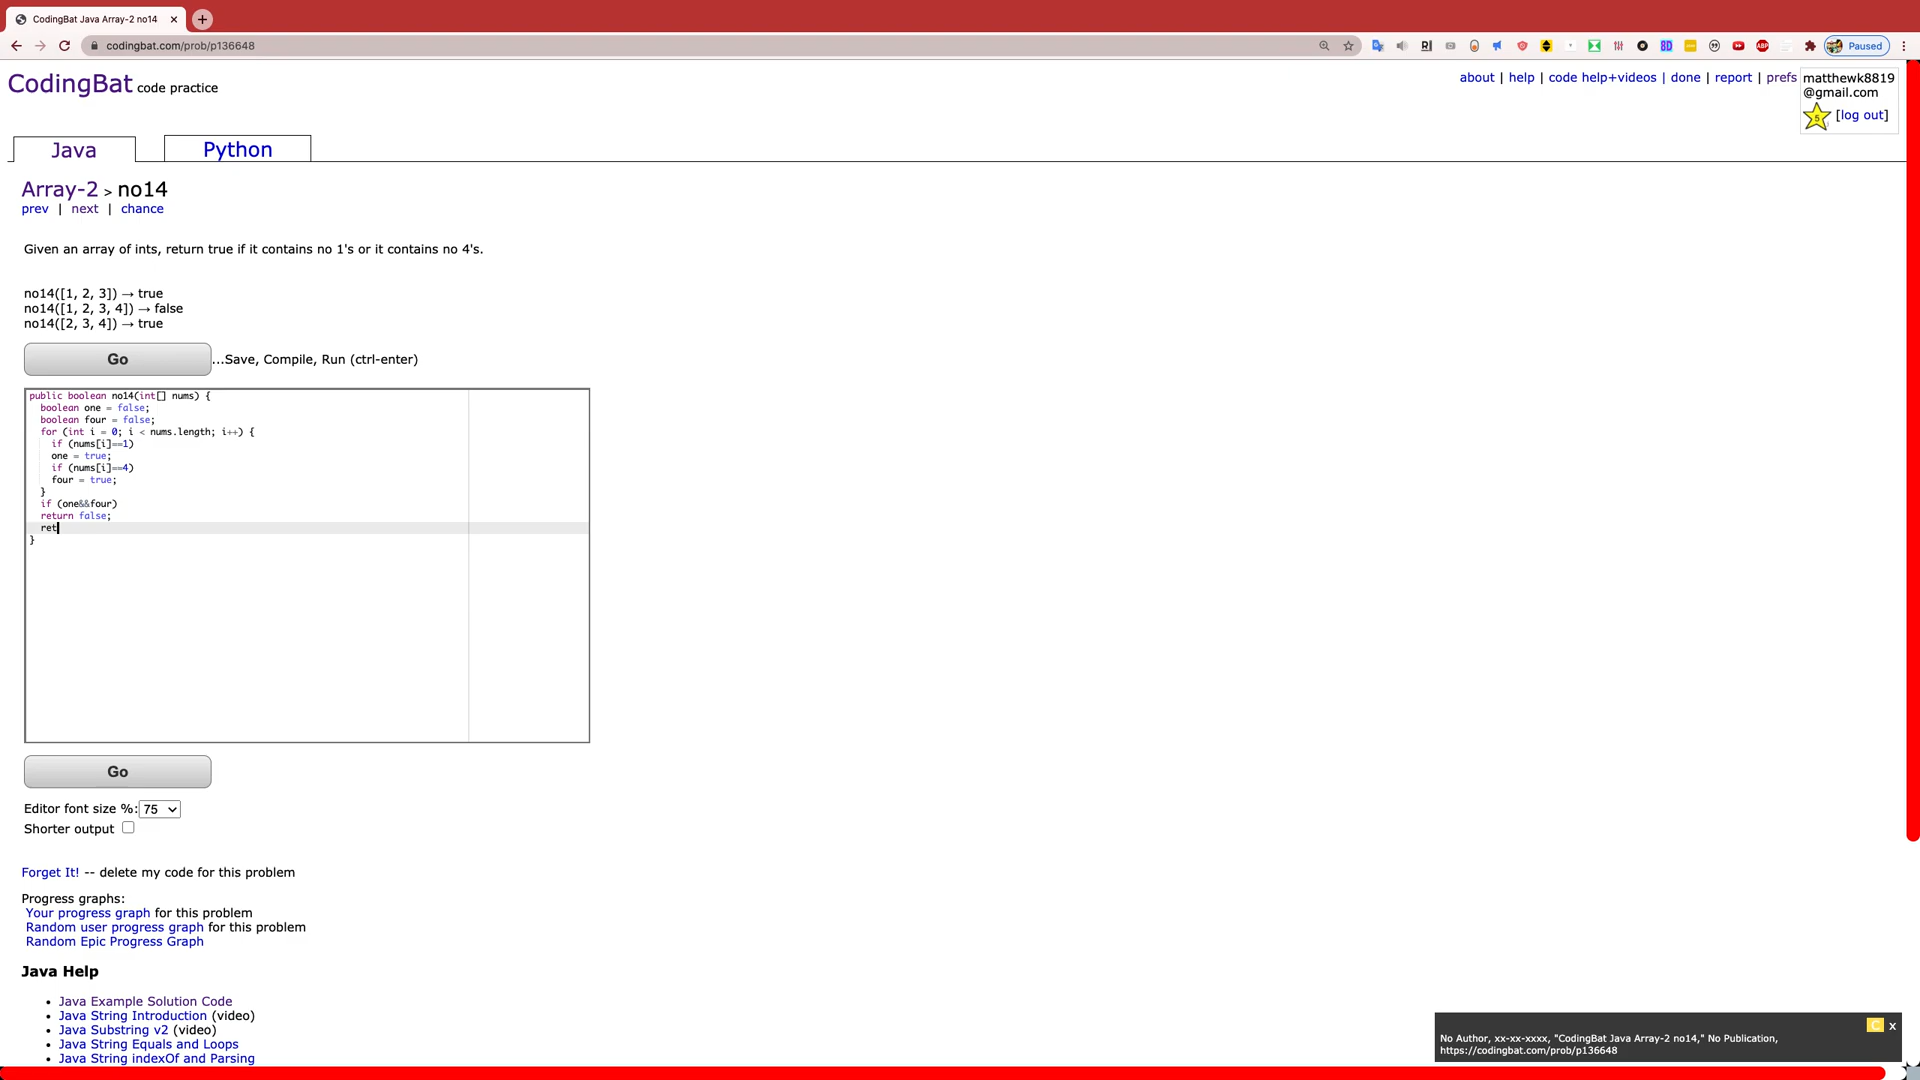 CodingBat Java Array-2 no14
codingbat.com/prob/p136648
Paused
CodingBat code practice
about | help | code help+videos | done | report | prefs
matthewk8819
@gmail.com
5
[log out]
Java
Python
Array-2 > no14
prev | next | chance
Given an array of ints, return true if it contains no 1's or it contains no 4's.
no14([1, 2, 3]) → true
no14([1, 2, 3, 4]) → false
no14([2, 3, 4]) → true
Go
...Save, Compile, Run (ctrl-enter)
public boolean no14(int[] nums) {
boolean one = false;
boolean four = false;
for (int i = 0; i < nums.length; i++) {
if (nums[i]==1)
one = true;
if (nums[i]==4)
four = true;
}
if (one&&four)
return false;
ret
}
Go
Editor font size %: 75
Shorter output
Forget It! -- delete my code for this problem
Progress graphs:
Your progress graph for this problem
Random user progress graph for this problem
Random Epic Progress Graph
Java Help
• Java Example Solution Code
• Java String Introduction (video)
• Java Substring v2 (video)
• Java String Equals and Loops
• Java String indexOf and Parsing
C x
No Author, xx-xx-xxxx, "CodingBat Java Array-2 no14," No Publication,
https://codingbat.com/prob/p136648